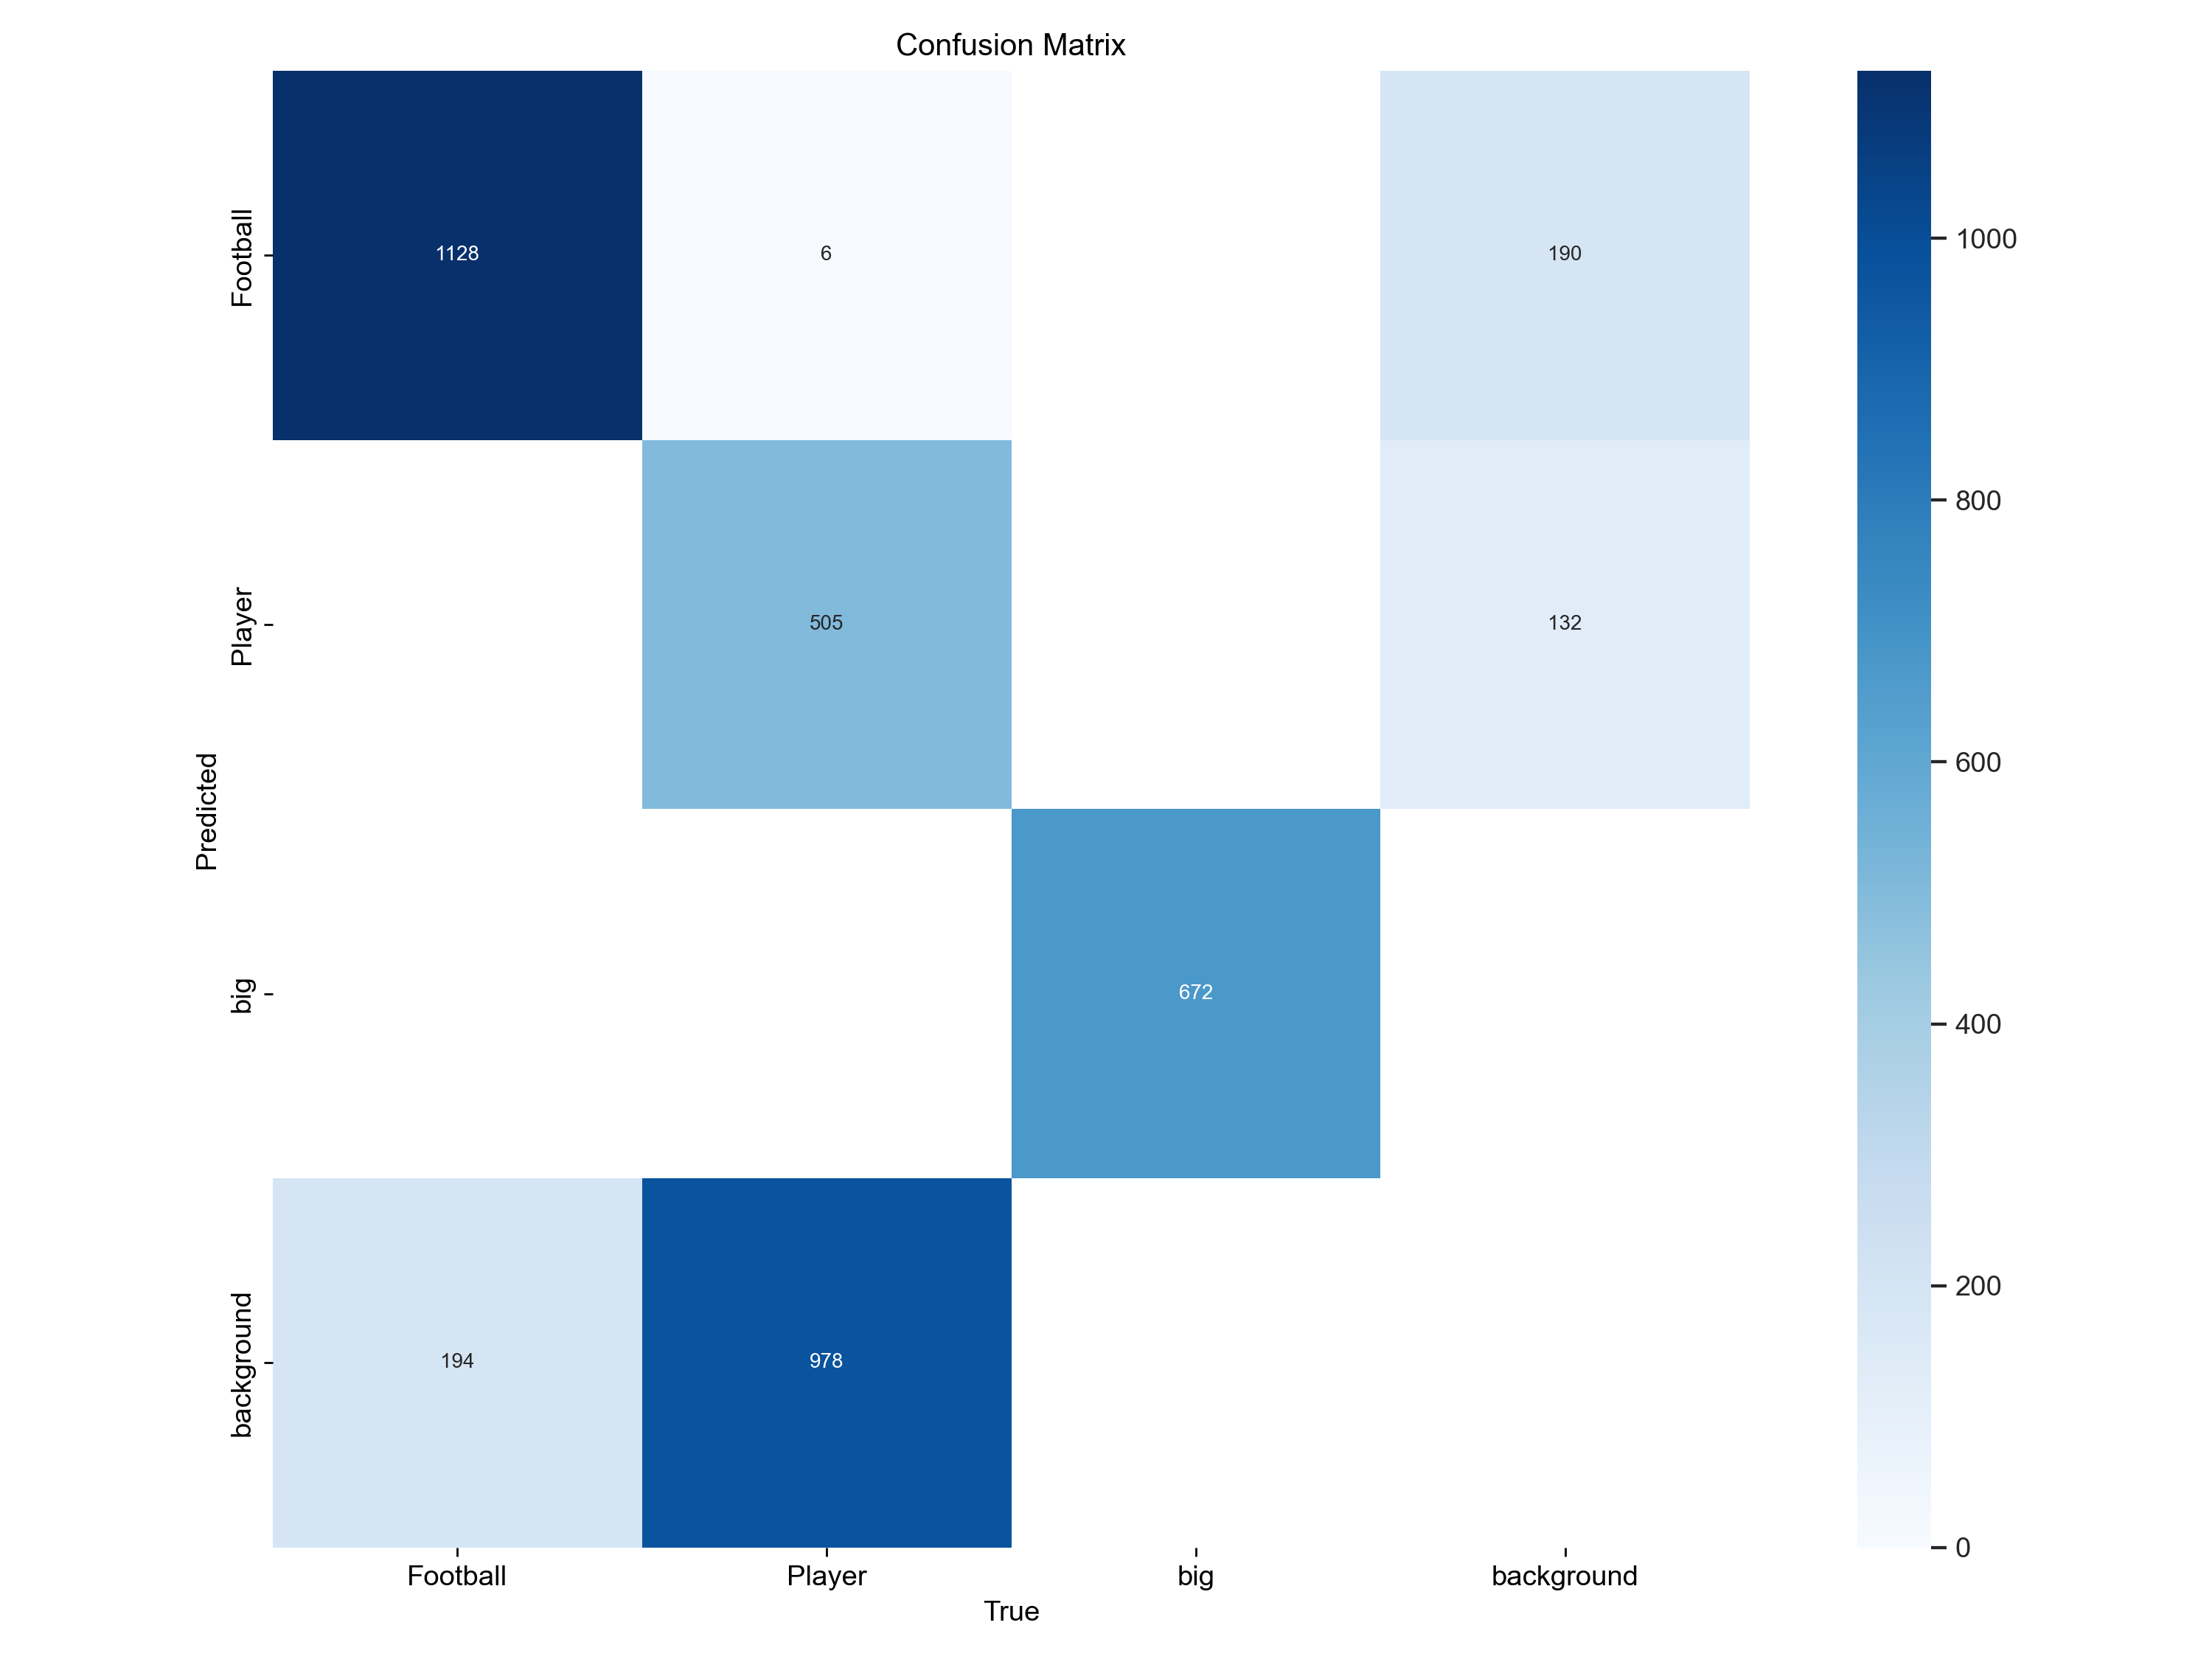 Confusion Matrix
Football
1128
6
190
1000
800
Player
505
132
600
Predicted
big
672
400
200
background
194
978
0
Football
Player
big
background
True